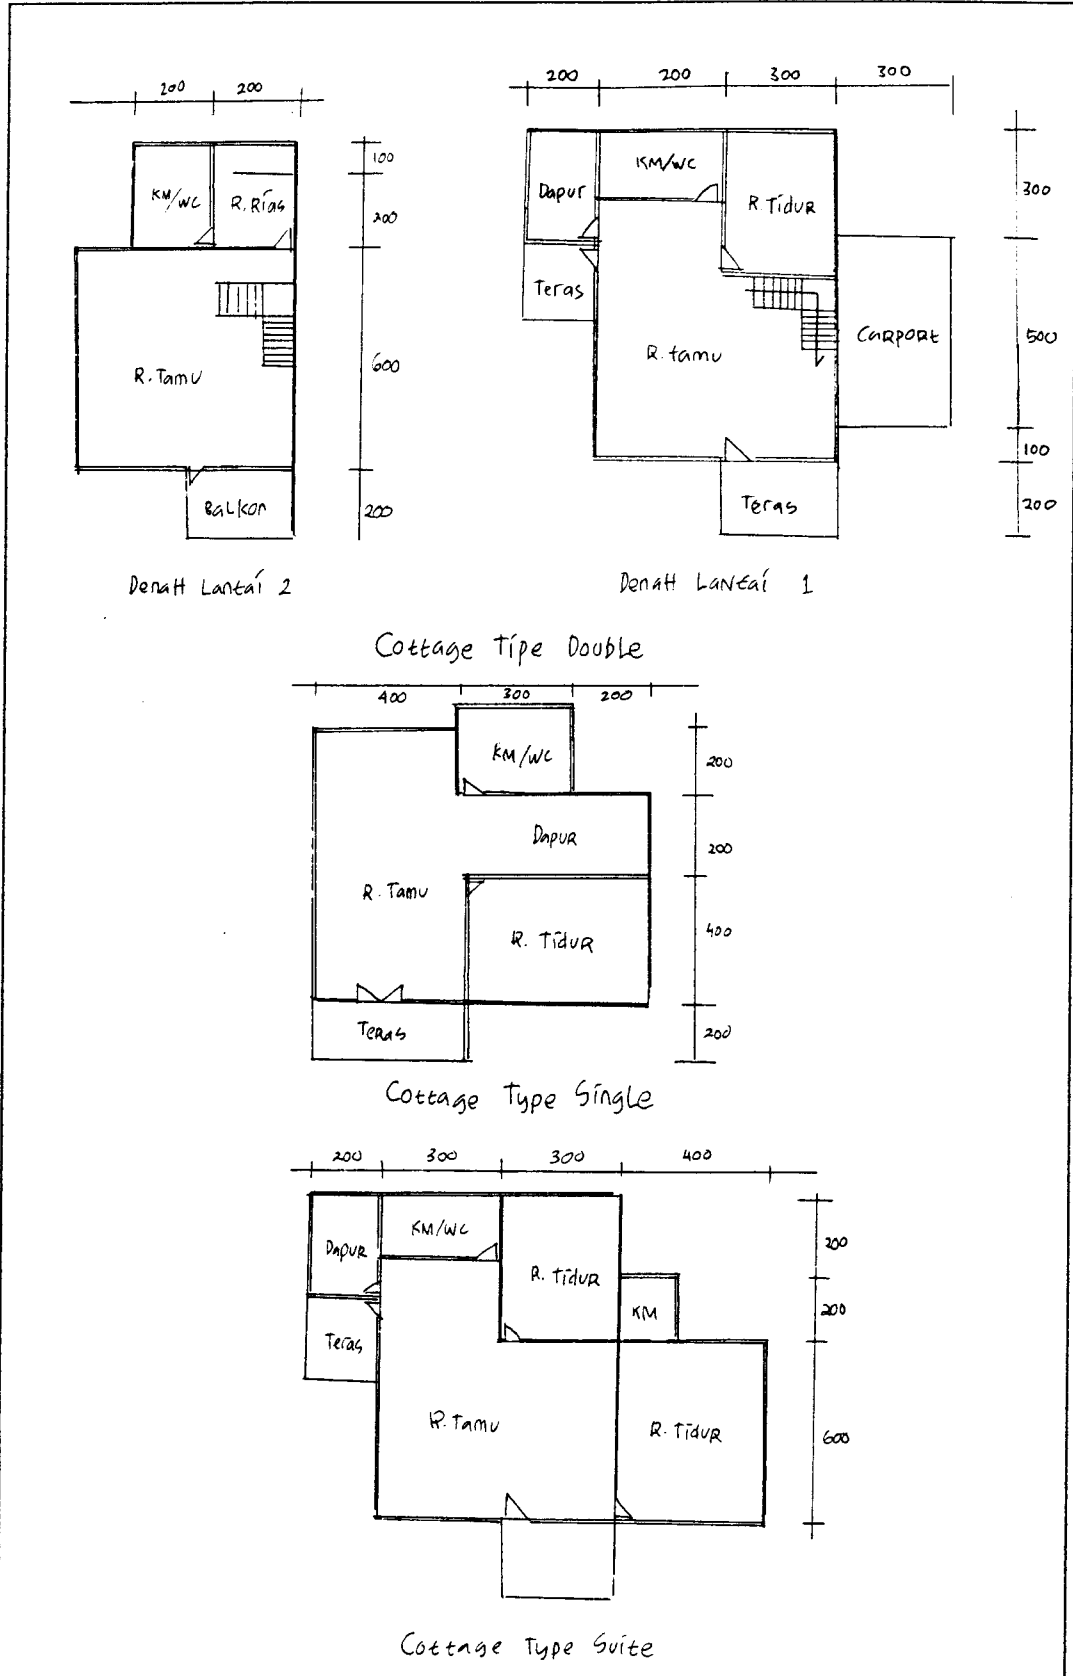 200 200
KM/WC R. Rias
100
200
R. Tamu
600
Balkon
200
Denah Lantai 2
200 200 300 300
Dapur KM/WC R. Tidur
300
Teras
R. tamu
CARPORt
500
100
Teras
200
Denah Lantai 1
Cottage Tipe Double
400 300 200
KM/WC
200
Dapur
200
R. Tamu
R. Tidur
400
Teras
200
Cottage Type Single
200 300 300 400
Dapur KM/WC
R. Tidur
200
KM
200
Teras
R. Tamu R. Tidur
600
Cottage Type Suite